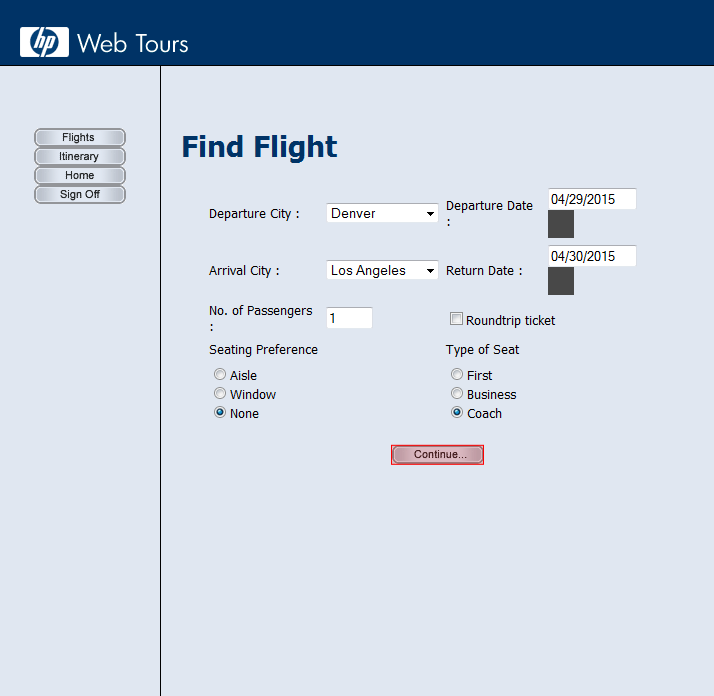 hp Web Tours
Flights
Itinerary
Home
Sign Off
Find Flight
Departure City :
Denver
Departure Date
:
04/29/2015
Arrival City :
Los Angeles
Return Date :
04/30/2015
No. of Passengers
:
1
Roundtrip ticket
Seating Preference
Type of Seat
Aisle
First
Window
Business
None
Coach
Continue...